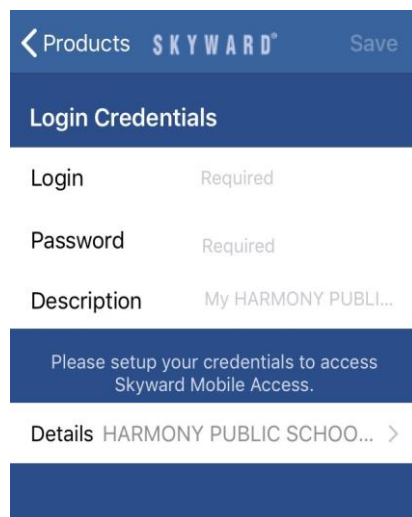 Products SKYWARD® Save
Login Credentials
Login Required
Password Required
Description My HARMONY PUBLI...
Please setup your credentials to access
Skyward Mobile Access.
Details HARMONY PUBLIC SCHOO... >